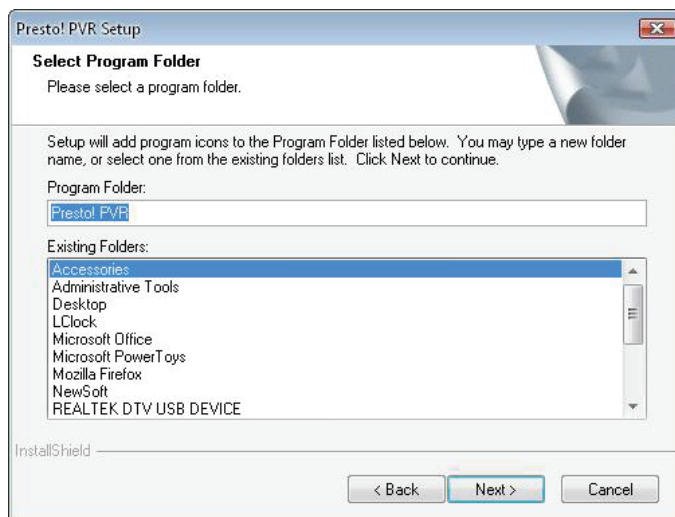 Presto! PVR Setup
Select Program Folder
Please select a program folder.
Setup will add program icons to the Program Folder listed below. You may type a new folder
name, or select one from the existing folders list. Click Next to continue.
Program Folder:
Presto! PVR
Existing Folders:
Accessories
Administrative Tools
Desktop
LClock
Microsoft Office
Microsoft PowerToys
Mozilla Firefox
NewSoft
REALTEK DTV USB DEVICE
InstallShield
< Back
Next >
Cancel